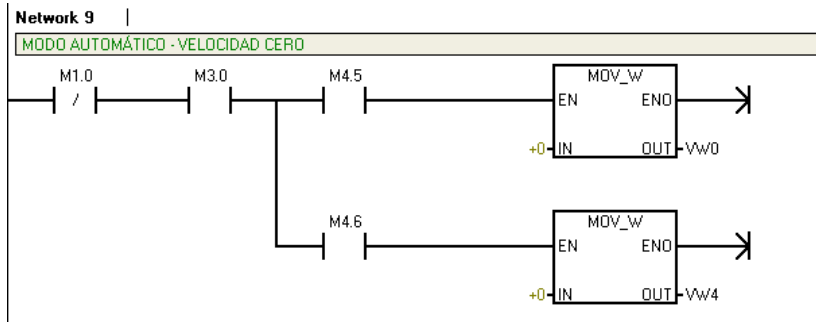 Network 9
MODO AUTOMÁTICO - VELOCIDAD CERO
M1.0 M3.0 M4.5 MOV_W
/
EN ENO
+0 IN OUT VW0
M4.6 MOV_W
EN ENO
+0 IN OUT VW4